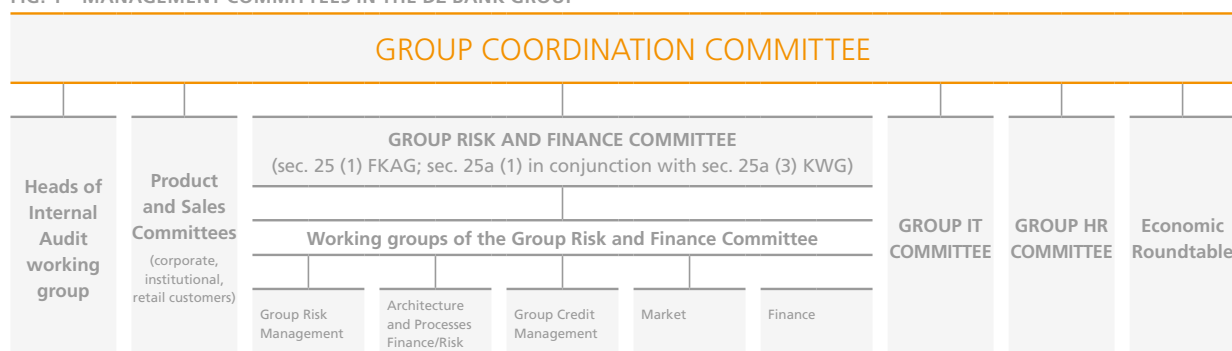 GROUP COORDINATION COMMITTEE
Heads of
Internal
Audit
working
group
Product
and Sales
Committees
(corporate,
institutional,
retail customers)
GROUP RISK AND FINANCE COMMITTEE
(sec. 25 (1) FKAG; sec. 25a (1) in conjunction with sec. 25a (3) KWG)
Working groups of the Group Risk and Finance Committee
Group Risk
Management
Architecture
and Processes
Finance/Risk
Group Credit
Management
Market
Finance
GROUP IT
COMMITTEE
GROUP HR
COMMITTEE
Economic
Roundtable